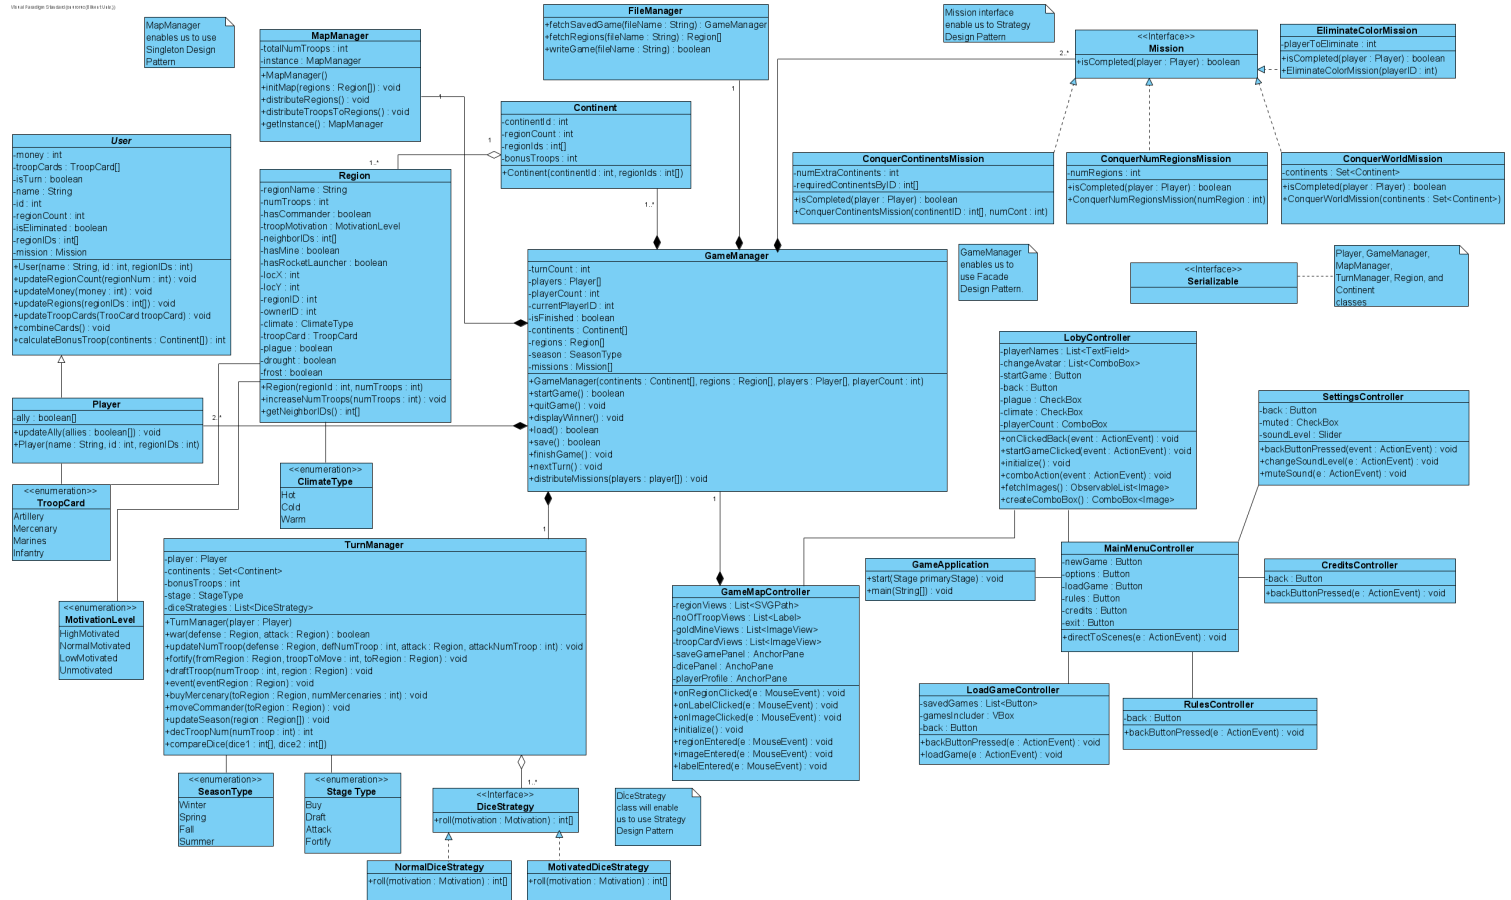 MapManager
enables us to use
Singleton Design
Pattern
MapManager
-totalNumTroops : int
-instance : MapManager
+MapManager()
+initMap(regions : Region[]) : void
+distributeRegions() : void
+distributeTroopsToRegions() : void
+getInstance() : MapManager
FileManager
+fetchSavedGame(fileName : String) : GameManager
+fetchRegions(fileName : String) : Region[]
+writeGame(fileName : String) : boolean
Mission interface
enable us to Strategy
Design Pattern
<<Interface>>
Mission
+isCompleted(player : Player) : boolean
EliminateColorMission
-playerToEliminate : int
+isCompleted(player : Player) : boolean
+EliminateColorMission(playerID : int)
2..*
1
1
Continent
-continentId : int
-regionCount : int
-regionIds : int[]
-bonusTroops : int
+Continent(continentId : int, regionIds : int[])
1
1..*
1..*
User
-money : int
-troopCards : TroopCard[]
-isTurn : boolean
-name : String
-id : int
-regionCount : int
-isEliminated : boolean
-regionIDs : int[]
-mission : Mission
+User(name : String, id : int, regionIDs : int)
+updateRegionCount(regionNum : int) : void
+updateMoney(money : int) : void
+updateRegions(regionIDs : int[]) : void
+updateTroopCards(TrooCard troopCard) : void
+combineCards() : void
+calculateBonusTroop(continents : Continent[]) : int
Region
-regionName : String
-numTroops : int
-hasCommander : boolean
-troopMotivation : MotivationLevel
-neighborIDs : int[]
-hasMine : boolean
-hasRocketLauncher : boolean
-locX : int
-locY : int
-regionID : int
-ownerID : int
-climate : ClimateType
-troopCard : TroopCard
-plague : boolean
-drought : boolean
-frost : boolean
+Region(regionId : int, numTroops : int)
+increaseNumTroops(numTroops : int) : void
+getNeighborIDs() : int[]
ConquerContinentsMission
-numExtraContinents : int
-requiredContinentsByID : int[]
+isCompleted(player : Player) : boolean
+ConquerContinentsMission(continentID : int[], numCont : int)
ConquerNumRegionsMission
-numRegions : int
+isCompleted(player : Player) : boolean
+ConquerNumRegionsMission(numRegion : int)
ConquerWorldMission
-continents : Set<Continent>
+isCompleted(player : Player) : boolean
+ConquerWorldMission(continents : Set<Continent>)
GameManager
-turnCount : int
-players : Player[]
-playerCount : int
-currentPlayerID : int
-isFinished : boolean
-continents : Continent[]
-regions : Region[]
-season : SeasonType
-missions : Mission[]
+GameManager(continents : Continent[], regions : Region[], players : Player[], playerCount : int)
+startGame() : boolean
+quitGame() : void
+displayWinner() : void
+load() : boolean
+save() : boolean
+finishGame() : void
+nextTurn() : void
+distributeMissions(players : player[]) : void
GameManager
enables us to
use Facade
Design Pattern.
<<Interface>>
Serializable
Player, GameManager,
MapManager,
TurnManager, Region, and
Continent
classes
LobyController
-playerNames : List<TextField>
-changeAvatar : List<ComboBox>
-startGame : Button
-back : Button
-plague : CheckBox
-climate : CheckBox
-playerCount : ComboBox
+onClickedBack(event : ActionEvent) : void
+startGameClicked(event : ActionEvent) : void
+initialize() : void
+comboAction(event : ActionEvent) : void
+fetchImages() : ObservableList<Image>
+createComboBox() : ComboBox<Image>
SettingsController
-back : Button
-muted : CheckBox
-soundLevel : Slider
+backButtonPressed(event : ActionEvent) : void
+changeSoundLevel(e : ActionEvent) : void
+muteSound(e : ActionEvent) : void
Player
-ally : boolean[]
+updateAlly(allies : boolean[]) : void
+Player(name : String, id : int, regionIDs : int)
2..*
<<enumeration>>
TroopCard
Artillery
Mercenary
Marines
Infantry
<<enumeration>>
ClimateType
Hot
Cold
Warm
1
1
<<enumeration>>
MotivationLevel
HighMotivated
NormalMotivated
LowMotivated
Unmotivated
TurnManager
-player : Player
-continents : Set<Continent>
-bonusTroops : int
-stage : StageType
-diceStrategies : List<DiceStrategy>
+TurnManager(player : Player)
+war(defense : Region, attack : Region) : boolean
+updateNumTroop(defense : Region, defNumTroop : int, attack : Region, attackNumTroop : int) : void
+fortify(fromRegion : Region, troopToMove : int, toRegion : Region) : void
+draftTroop(numTroop : int, region : Region) : void
+event(eventRegion : Region) : void
+buyMercenary(toRegion : Region, numMercenaries : int) : void
+moveCommander(toRegion : Region) : void
+updateSeason(region : Region[]) : void
+decTroopNum(numTroop : int) : int
+compareDice(dice1 : int[], dice2 : int[])
GameMapController
-regionViews : List<SVGPath>
-noOfTroopViews : List<Label>
-goldMineViews : List<ImageView>
-troopCardViews : List<ImageView>
-saveGamePanel : AnchorPane
-dicePanel : AnchoPane
-playerProfile : AnchorPane
+onRegionClicked(e : MouseEvent) : void
+onLabelClicked(e : MouseEvent) : void
+onImageClicked(e : MouseEvent) : void
+initialize() : void
+regionEntered(e : MouseEvent) : void
+imageEntered(e : MouseEvent) : void
+labelEntered(e : MouseEvent) : void
GameApplication
+start(Stage primaryStage) : void
+main(String[]) : void
MainMenuController
-newGame : Button
-options : Button
-loadGame : Button
-rules : Button
-credits : Button
-exit : Button
+directToScenes(e : ActionEvent) : void
CreditsController
-back : Button
+backButtonPressed(e : ActionEvent) : void
LoadGameController
-savedGames : List<Button>
-gamesIncluder : VBox
-back : Button
+backButtonPressed(e : ActionEvent) : void
+loadGame(e : ActionEvent) : void
RulesController
-back : Button
+backButtonPressed(e : ActionEvent) : void
<<enumeration>>
SeasonType
Winter
Spring
Fall
Summer
<<enumeration>>
Stage Type
Buy
Draft
Attack
Fortify
1..*
<<Interface>>
DiceStrategy
+roll(motivation : Motivation) : int[]
DiceStrategy
class will enable
us to use Strategy
Design Pattern
NormalDiceStrategy
+roll(motivation : Motivation) : int[]
MotivatedDiceStrategy
+roll(motivation : Motivation) : int[]